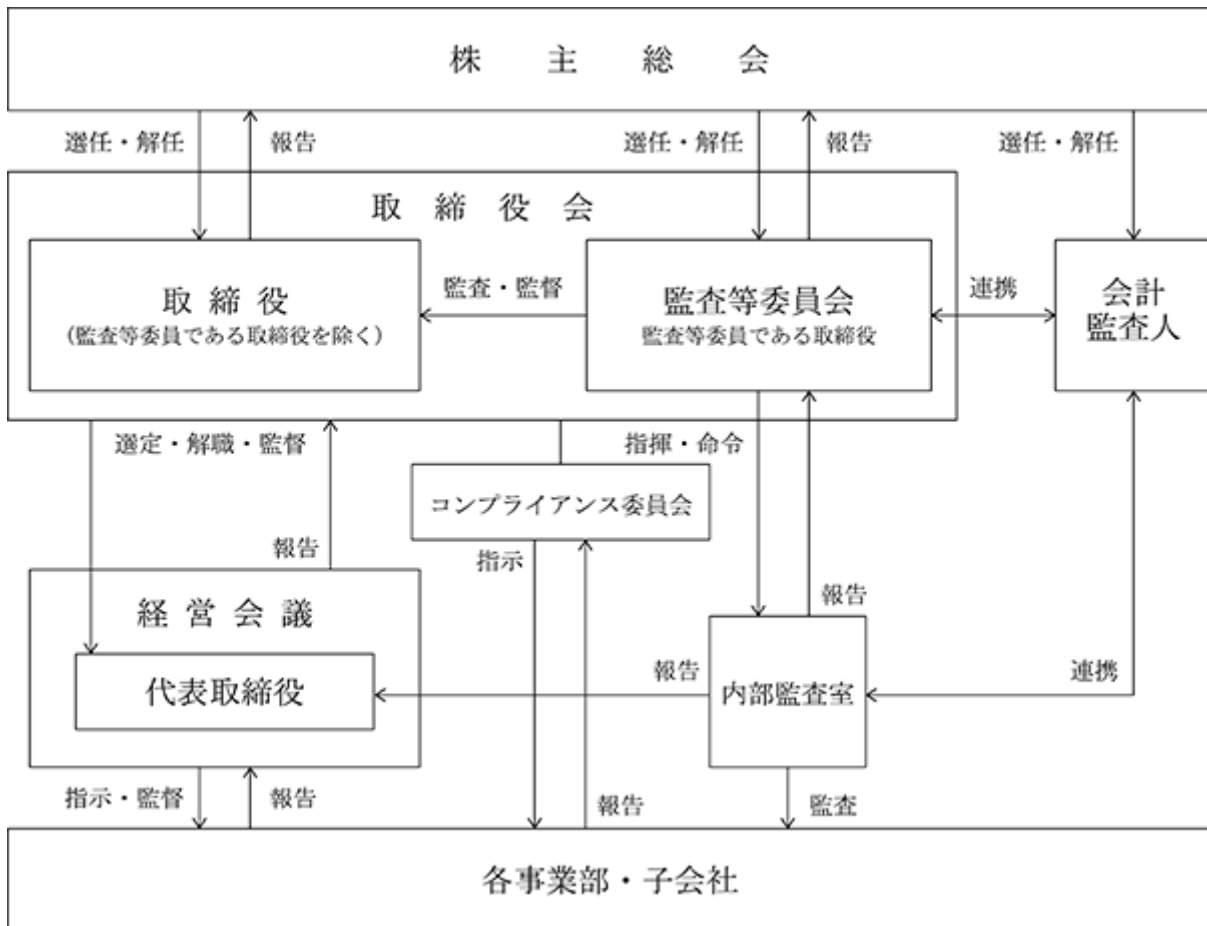 株主総会
選任・解任
報告
選任・解任
報告
選任・解任
取締役会
取締役
(監査等委員である取締役を除く)
監査・監督
監査等委員会
監査等委員である取締役
連携
会計
監査人
選定・解職・監督
報告
指揮・命令
コンプライアンス委員会
指示
報告
経営会議
代表取締役
報告
内部監査室
連携
指示・監督
報告
報告
監査
各事業部・子会社